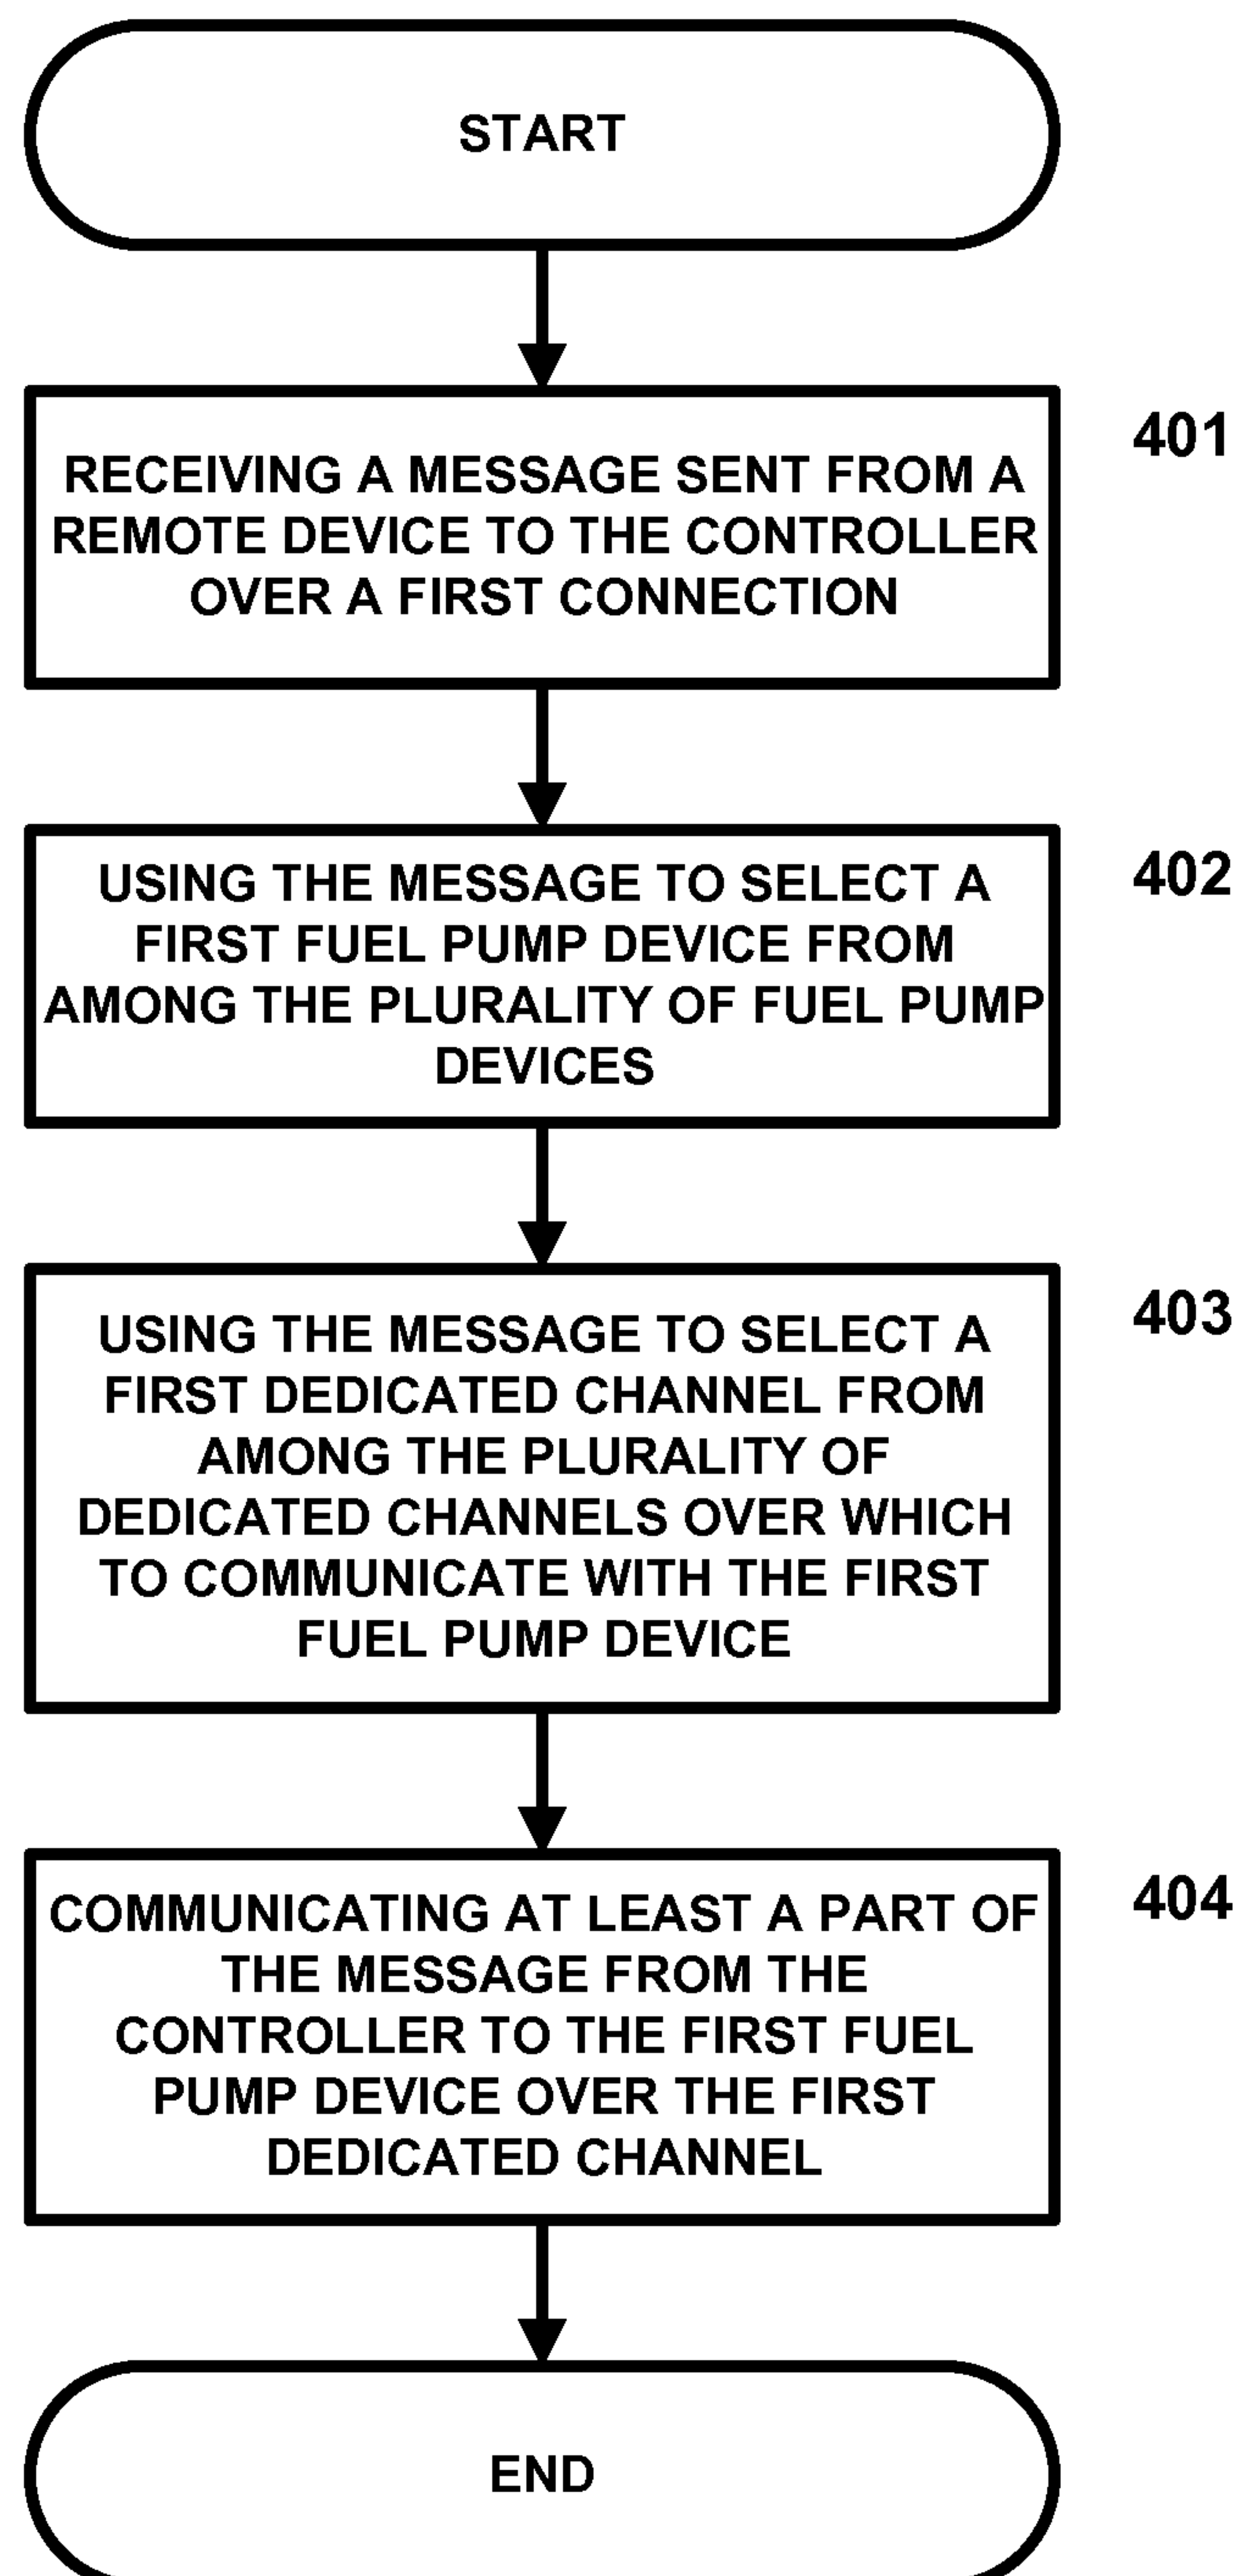 START
401
RECEIVING A MESSAGE SENT FROM A
REMOTE DEVICE TO THE CONTROLLER
OVER A FIRST CONNECTION
402
USING THE MESSAGE TO SELECT A
FIRST FUEL PUMP DEVICE FROM
AMONG THE PLURALITY OF FUEL PUMP
DEVICES
403
USING THE MESSAGE TO SELECT A
FIRST DEDICATED CHANNEL FROM
AMONG THE PLURALITY OF
DEDICATED CHANNELS OVER WHICH
TO COMMUNICATE WITH THE FIRST
FUEL PUMP DEVICE
404
COMMUNICATING AT LEAST A PART OF
THE MESSAGE FROM THE
CONTROLLER TO THE FIRST FUEL
PUMP DEVICE OVER THE FIRST
DEDICATED CHANNEL
END